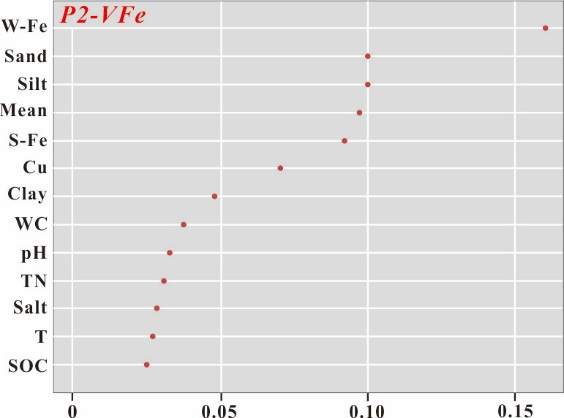 P2-VFe
W-Fe
Sand
Silt
Mean
S-Fe
Cu
Clay
WC
pH
TN
Salt
T
SOC
0 0.05 0.10 0.15